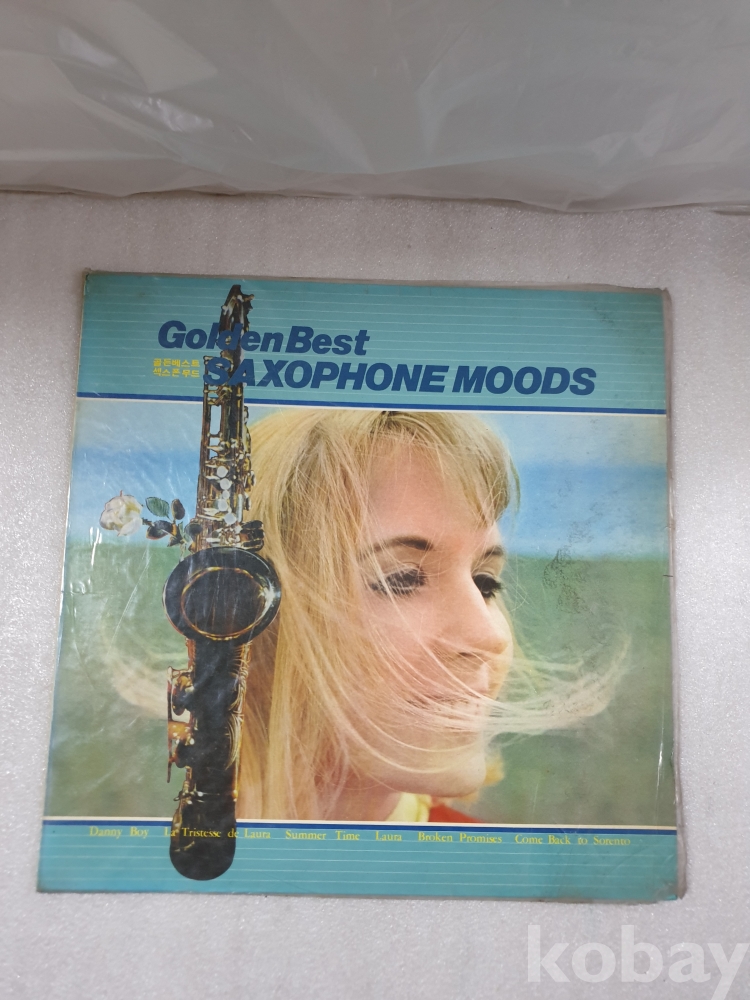 Golden Best
골든베스트
색스폰·무드
SAXOPHONE MOODS
Danny Boy La Tristesse de Laura Summer Time Laura Broken Promises Come Back to Sorento
kobay